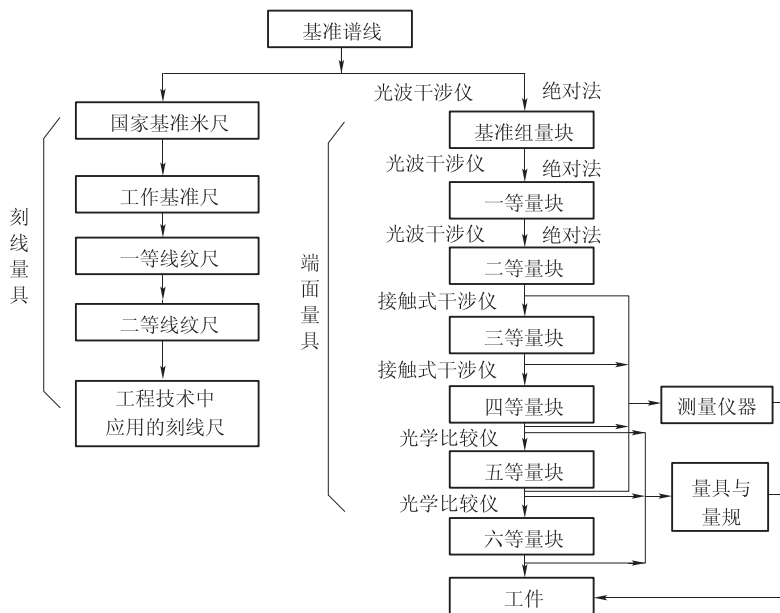 基准谱线
光波干涉仪
绝对法
国家基准米尺
基准组量块
光波干涉仪
绝对法
工作基准尺
一等量块
刻线量具
光波干涉仪
绝对法
一等线纹尺
端面量具
二等量块
接触式干涉仪
二等线纹尺
三等量块
接触式干涉仪
工程技术中
应用的刻线尺
四等量块
测量仪器
光学比较仪
五等量块
量具与
量规
光学比较仪
六等量块
工件